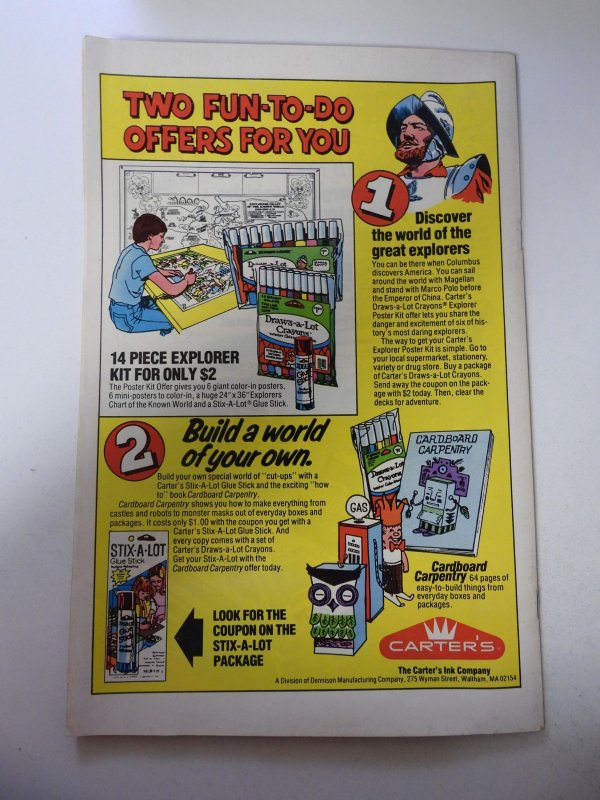 TWO FUN-TO-DO
OFFERS FOR YOU
1
Discover
the world of the
great explorers
You can be there when Columbus
discovers America. You can sail
around the world with Magellan
and stand with Marco Polo before
the Emperor of China. Carter's
Draws-a-Lot Crayons® Explorer
Poster Kit offer lets you share the
danger and excitement of six of his-
tory's most daring explorers.
The way to get your Carter's
Explorer Poster Kit is simple. Go to
your local supermarket, stationery,
variety or drug store. Buy a package
of Carter's Draws-a-Lot Crayons.
Send away the coupon on the pack-
age with $2 today. Then, clear the
decks for adventure.
Draws-a-Lot
Crayons
14 PIECE EXPLORER
KIT FOR ONLY $2
The Poster Kit Offer gives you 6 giant color-in posters,
6 mini-posters to color-in, a huge 24" x 36" Explorers
Chart of the Known World and a Stix-A-Lot® Glue Stick.
2
Build a world
of your own.
Build your own special world of "cut-ups" with a
Carter's Stix-A-Lot Glue Stick and the exciting "how
to" book Cardboard Carpentry.
Cardboard Carpentry shows you how to make everything from
castles and robots to monster masks out of everyday boxes and
packages. It costs only $1.00 with the coupon you get with a
Carter's Stix-A-Lot Glue Stick. And
every copy comes with a set of
Carter's Draws-a-Lot Crayons.
Get your Stix-A-Lot with the
Cardboard Carpentry offer today.
STIX-A-LOT
Glue Stick
LOOK FOR THE
COUPON ON THE
STIX-A-LOT
PACKAGE
Draws-a-Lot
Crayons
CARDBOARD
CARPENTRY
GAS
Cardboard
Carpentry 64 pages of
easy-to-build things from
everyday boxes and
packages.
CARTER'S
The Carter's Ink Company
A Division of Dennison Manufacturing Company, 275 Wyman Street, Waltham, MA 02154